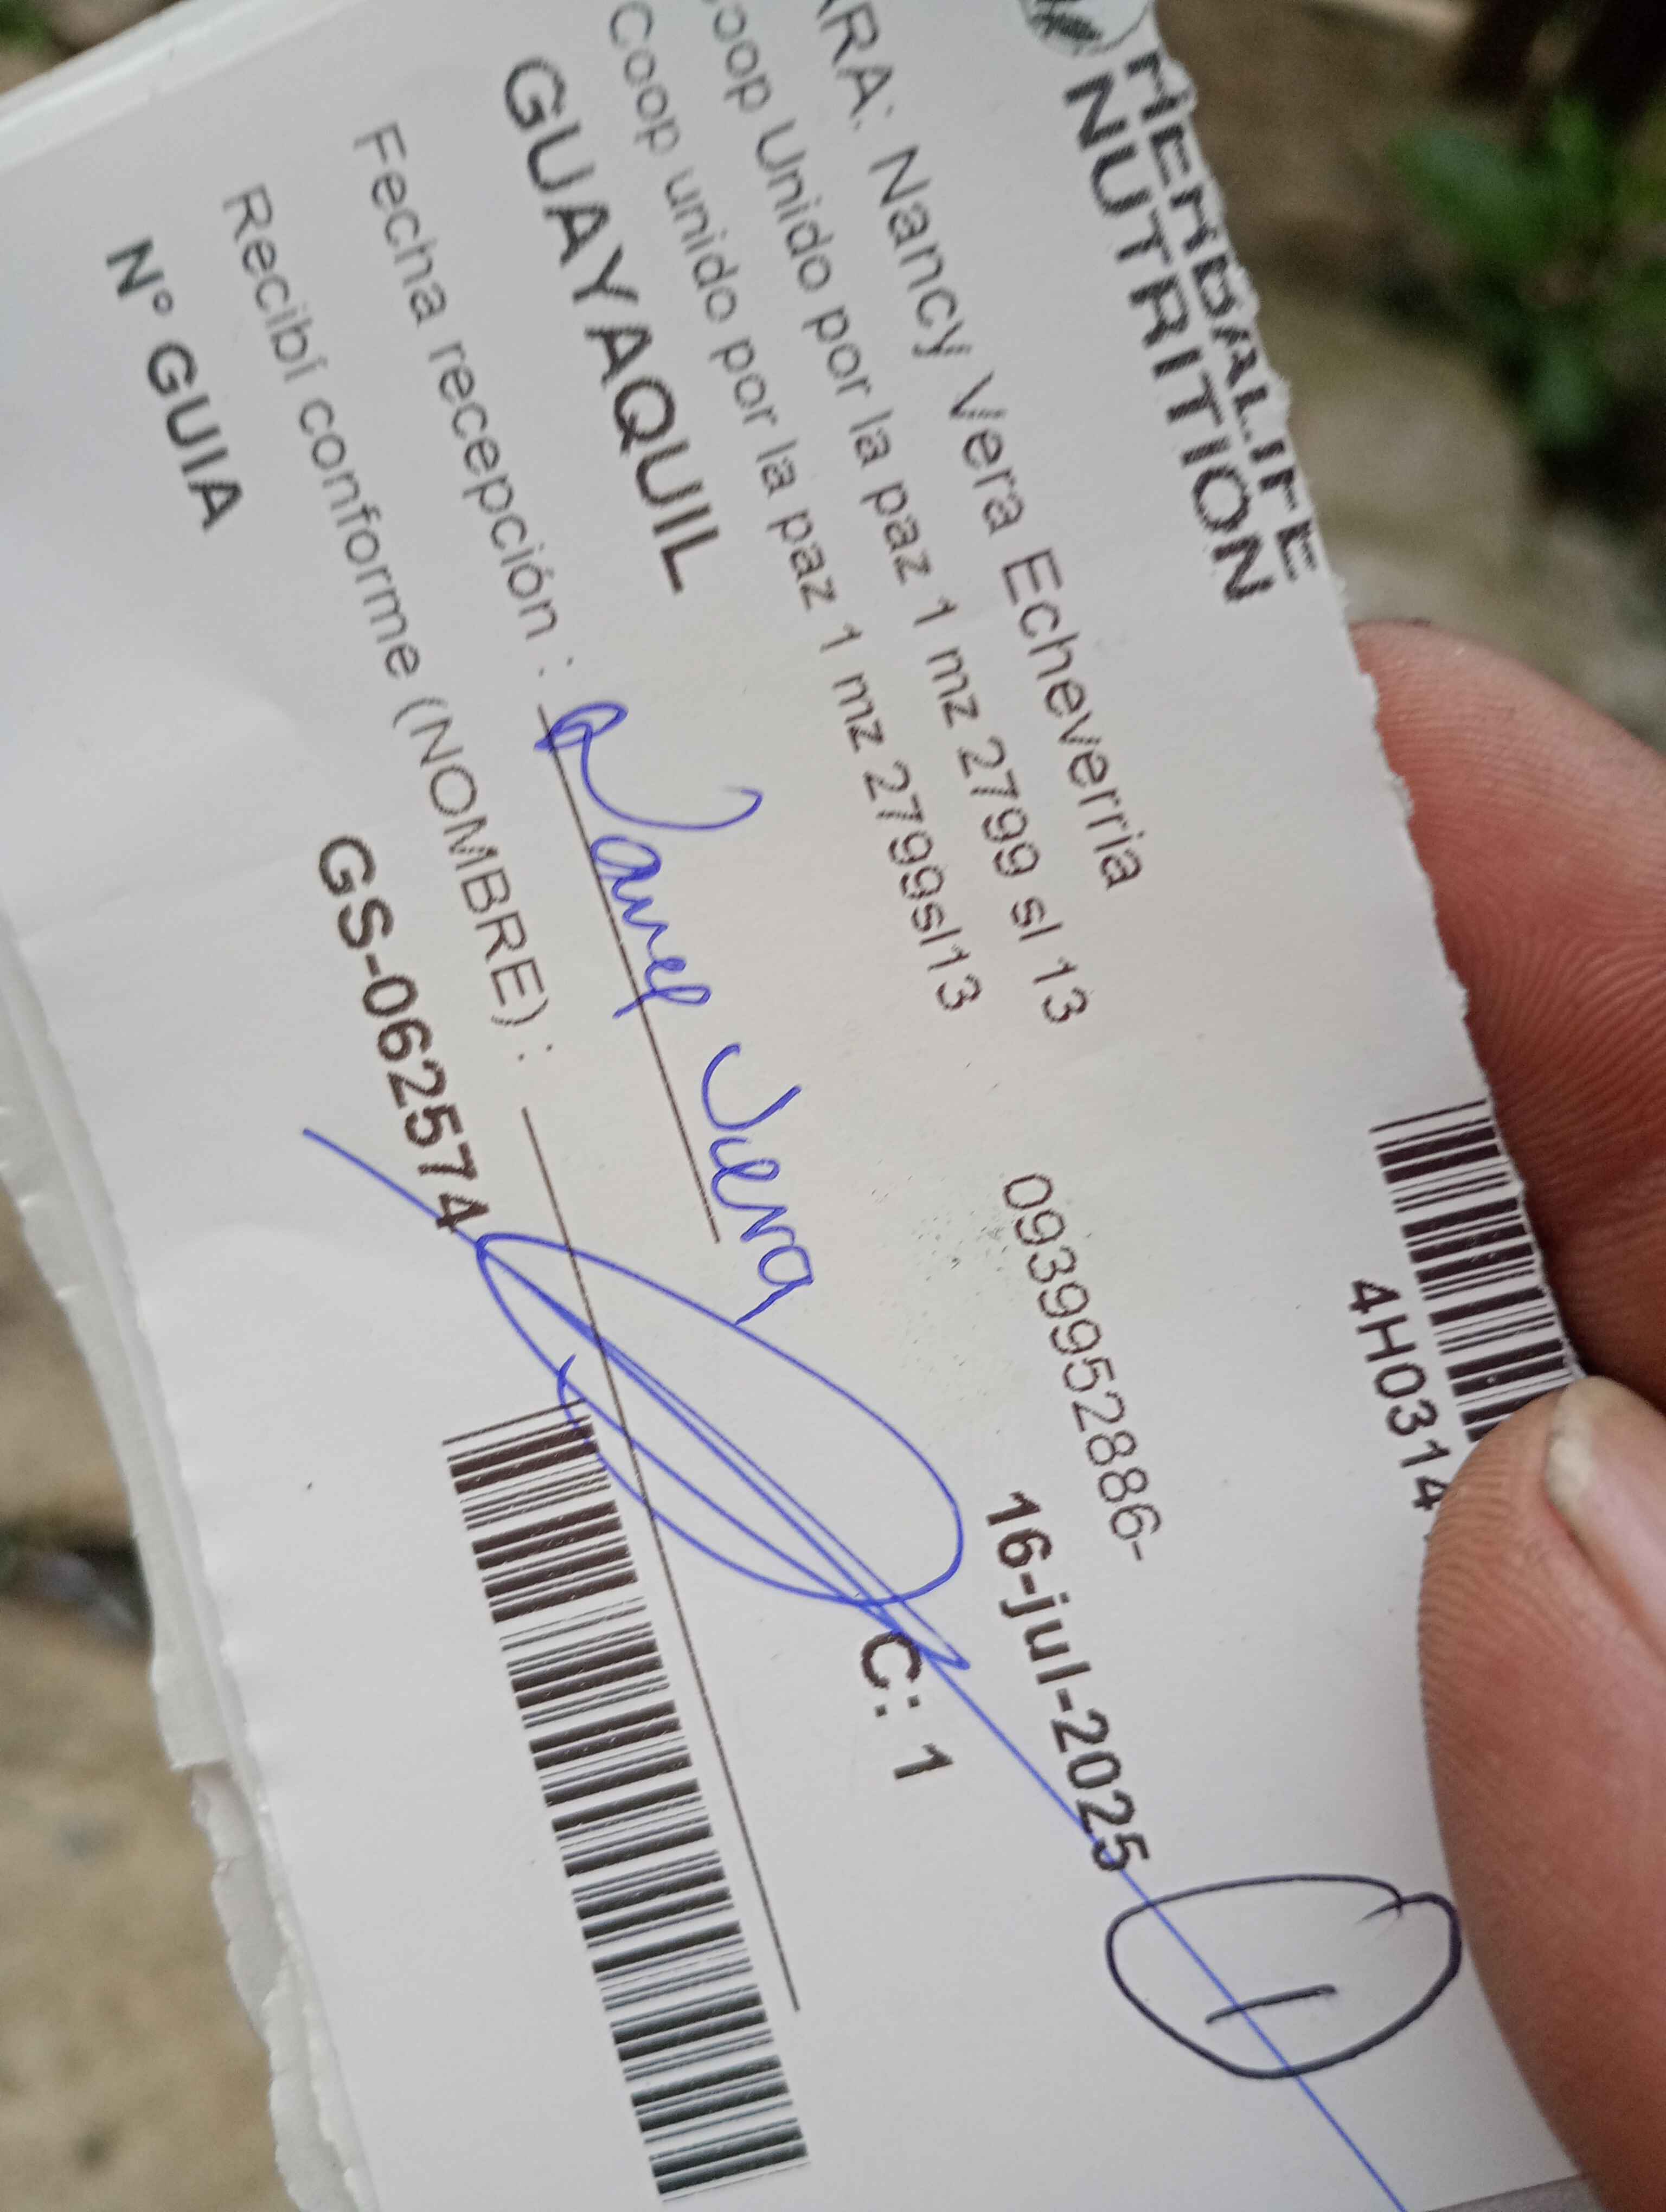 HERBALIFE
NUTRITION
4H0314
RA: Nancy Vera Echeverria
oop Unido por la paz 1 mz 2799 sl 13 0939952886-
Coop unido por la paz 1 mz 2799sl13
16-jul-2025
1
GUAYAQUIL
C: 1
Fecha recepción :
Recibí conforme (NOMBRE) :
N° GUIA GS-062574